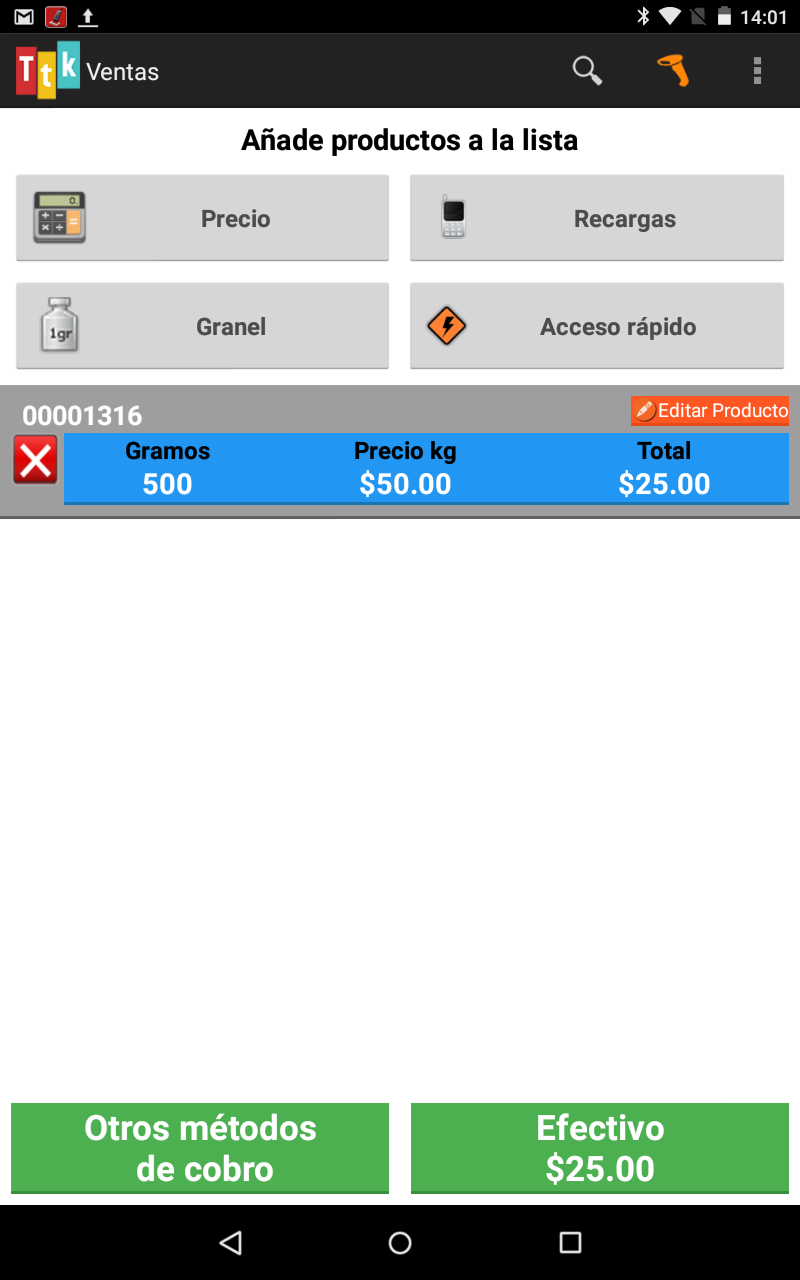 14:01
Ttk Ventas
Añade productos a la lista
0.
Precio
Recargas
1gr
Granel
Acceso rápido
00001316
Editar Producto
Gramos Precio kg Total
500 $50.00 $25.00
Otros métodos
de cobro
Efectivo
$25.00